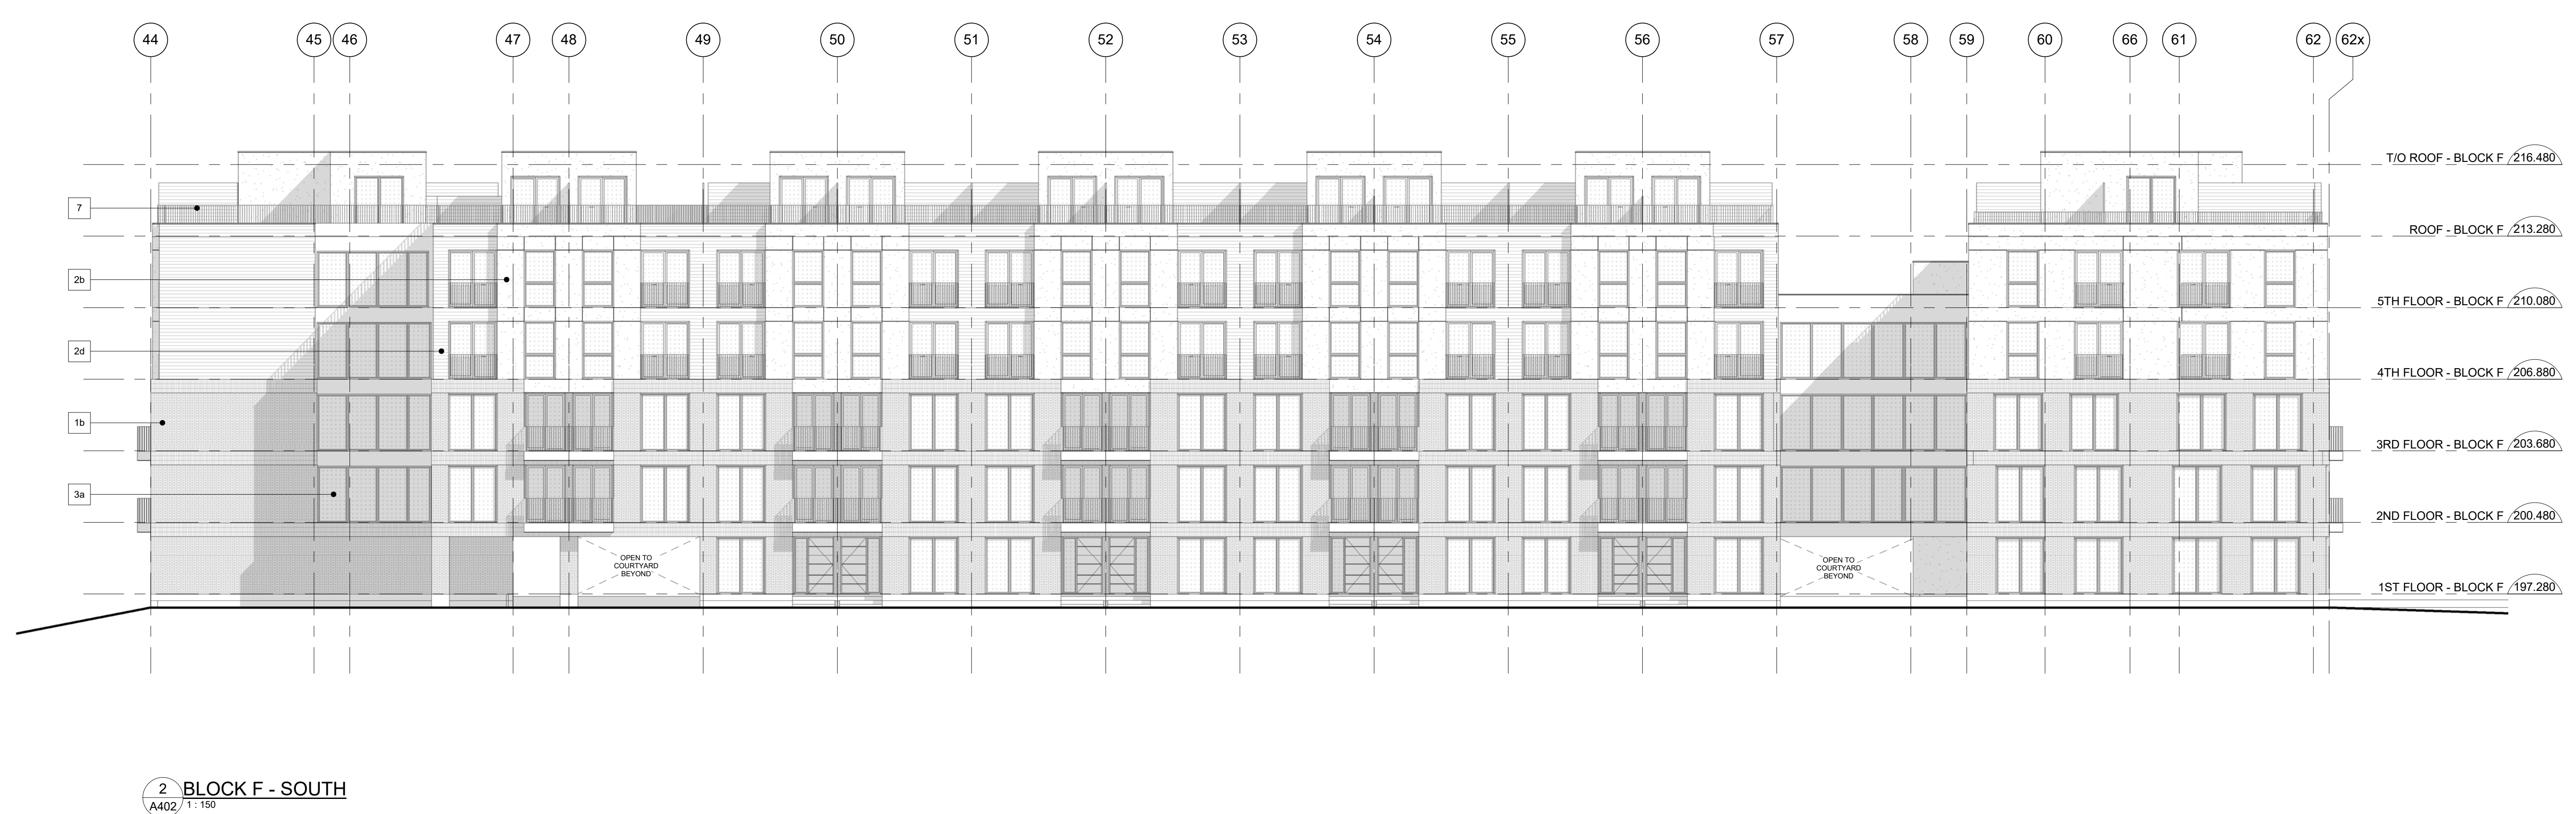 44 45 46 47 48 49 50 51 52 53 54 55 56 57 58 59 60 66 61 62 62x
T/O ROOF - BLOCK F 216.480
7
ROOF - BLOCK F 213.280
2b
5TH FLOOR - BLOCK F 210.080
2d
4TH FLOOR - BLOCK F 206.880
1b
3RD FLOOR - BLOCK F 203.680
3a
2ND FLOOR - BLOCK F 200.480
OPEN TO
COURTYARD
BEYOND
OPEN TO
COURTYARD
BEYOND
1ST FLOOR - BLOCK F 197.280
2 BLOCK F - SOUTH
A402 1 : 150